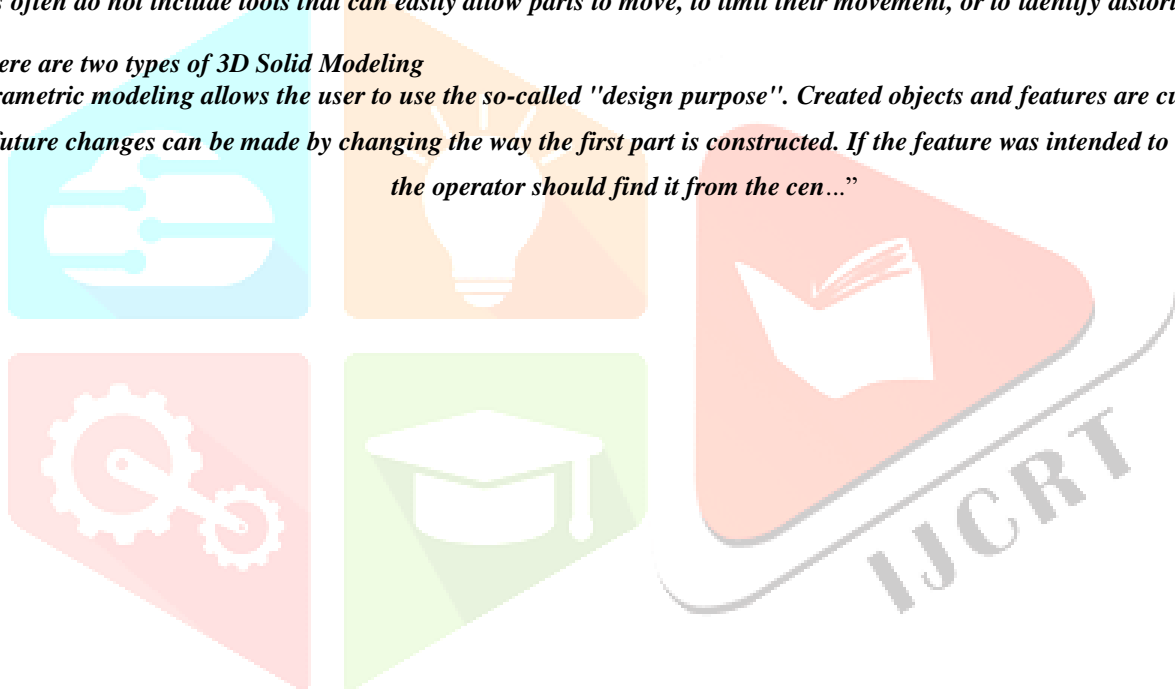 often do not include tools that can easily allow parts to move, to limit their movement, or to identify
ere are two types of 3D Solid Modeling
rametric modeling allows the user to use the so-called "design purpose". Created objects and features are
future changes can be made by changing the way the first part is constructed. If the feature was intended to
the operator should find it from the cen...”
IJCRT